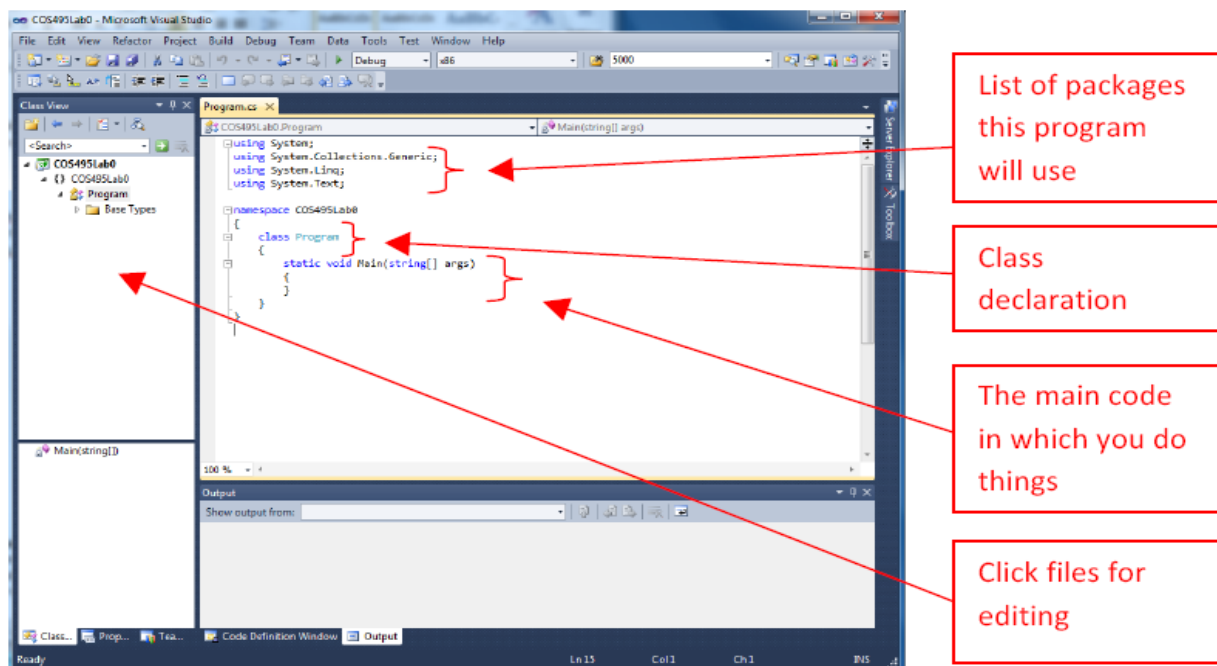 COS495Lab0 - Microsoft Visual Studio
File Edit View Refactor Project Build Debug Team Data Tools Test Window Help
Debug x86 5000
Class View
Program.cs
COS495Lab0.Program
Main(string[] args)
<Search>
COS495Lab0
{} COS495Lab0
Program
Base Types
using System;
using System.Collections.Generic;
using System.Linq;
using System.Text;
namespace COS495Lab0
{
class Program
{
static void Main(string[] args)
{
}
}
}
Server Explorer
Toolbox
Main(string[])
100 %
Output
Show output from:
Class...
Prop...
Tea...
Code Definition Window
Output
Ready
Ln 15 Col 1 Ch 1 INS
List of packages
this program
will use
Class
declaration
The main code
in which you do
things
Click files for
editing